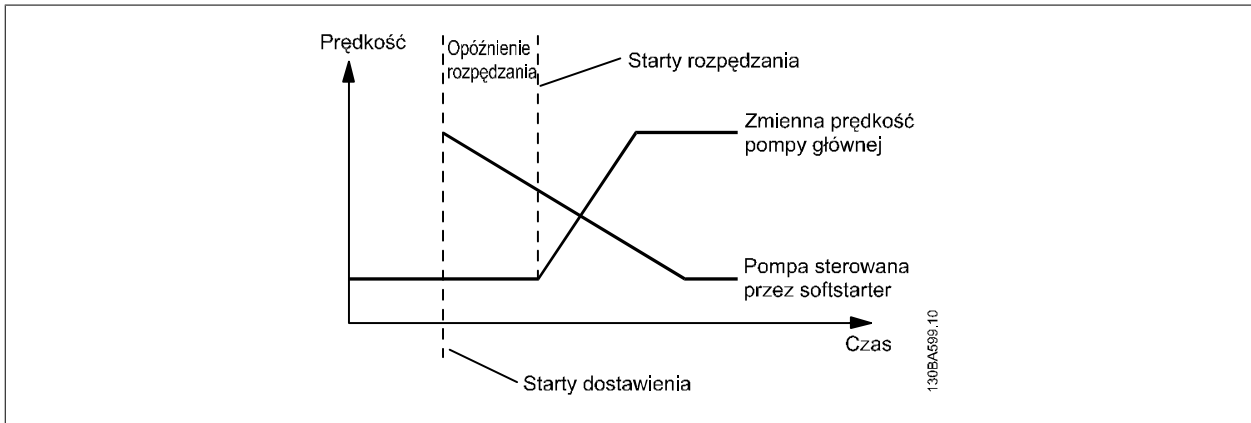 Prędkość
Opóźnienie
rozpędzania
Starty rozpędzania
Zmienna prędkość
pompy głównej
Pompa sterowana
przez softstarter
Czas
Starty dostawienia
130BA599.10